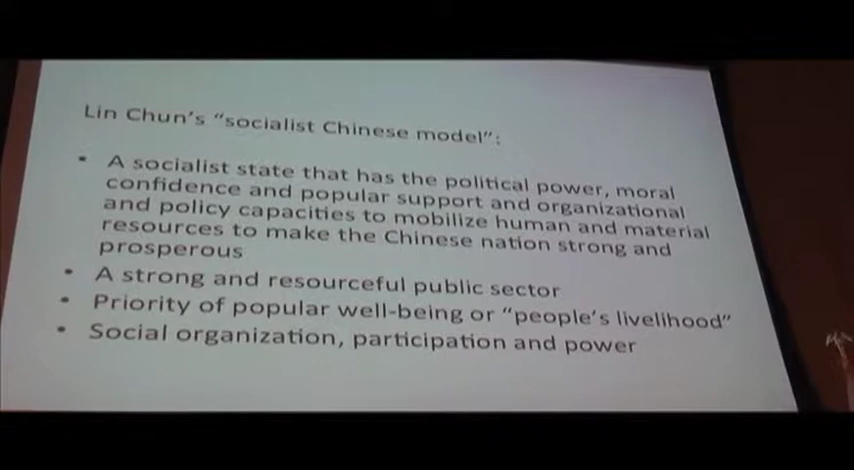 Lin Chun's "socialist Chinese model":
• A socialist state that has the political power, moral
confidence and popular support and organizational
and policy capacities to mobilize human and material
resources to make the Chinese nation strong and
prosperous
• A strong and resourceful public sector
• Priority of popular well-being or "people's livelihood"
• Social organization, participation and power